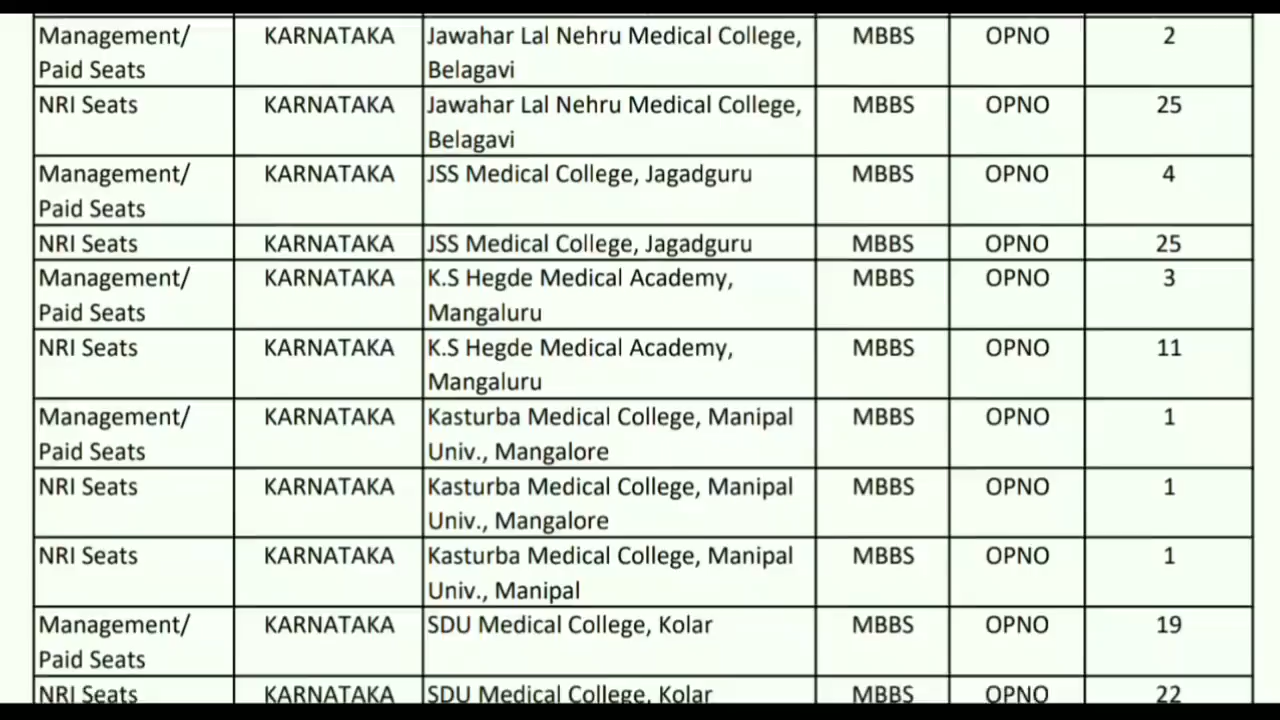 Management/ KARNATAKA Jawahar Lal Nehru Medical College, MBBS OPNO 2
Paid Seats Belagavi
NRI Seats KARNATAKA Jawahar Lal Nehru Medical College, MBBS OPNO 25
Belagavi
Management/ KARNATAKA JSS Medical College, Jagadguru MBBS OPNO 4
Paid Seats
NRI Seats KARNATAKA JSS Medical College, Jagadguru MBBS OPNO 25
Management/ KARNATAKA K.S Hegde Medical Academy, MBBS OPNO 3
Paid Seats Mangaluru
NRI Seats KARNATAKA K.S Hegde Medical Academy, MBBS OPNO 11
Mangaluru
Management/ KARNATAKA Kasturba Medical College, Manipal MBBS OPNO 1
Paid Seats Univ., Mangalore
NRI Seats KARNATAKA Kasturba Medical College, Manipal MBBS OPNO 1
Univ., Mangalore
NRI Seats KARNATAKA Kasturba Medical College, Manipal MBBS OPNO 1
Univ., Manipal
Management/ KARNATAKA SDU Medical College, Kolar MBBS OPNO 19
Paid Seats
NRI Seats KARNATAKA SDU Medical College, Kolar MBBS OPNO 22